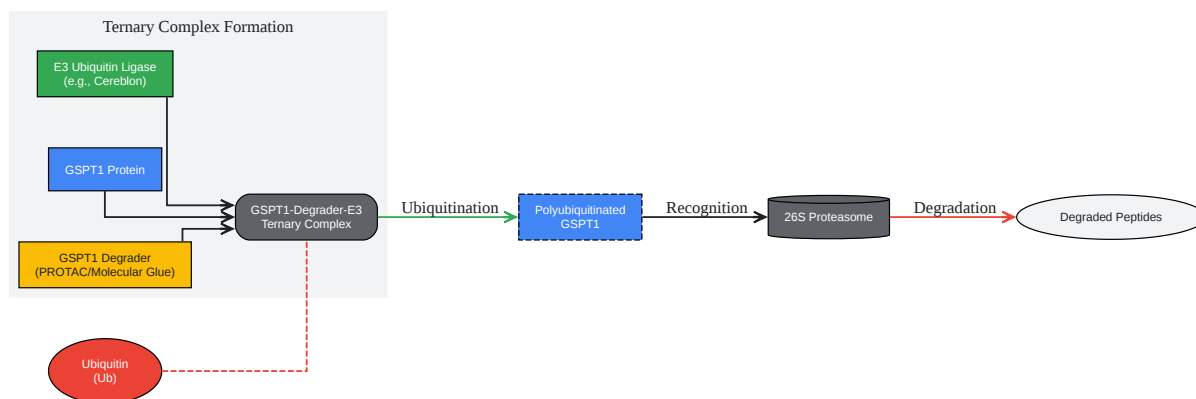 Ternary Complex Formation
E3 Ubiquitin Ligase
(e.g., Cereblon)
GSPT1 Protein
GSPT1 Degrader
(PROTAC/Molecular Glue)
GSPT1-Degrader-E3
Ternary Complex
Ubiquitination
Polyubiquitinated
GSPT1
Recognition
26S Proteasome
Degradation
Degraded Peptides
Ubiquitin
(Ub)